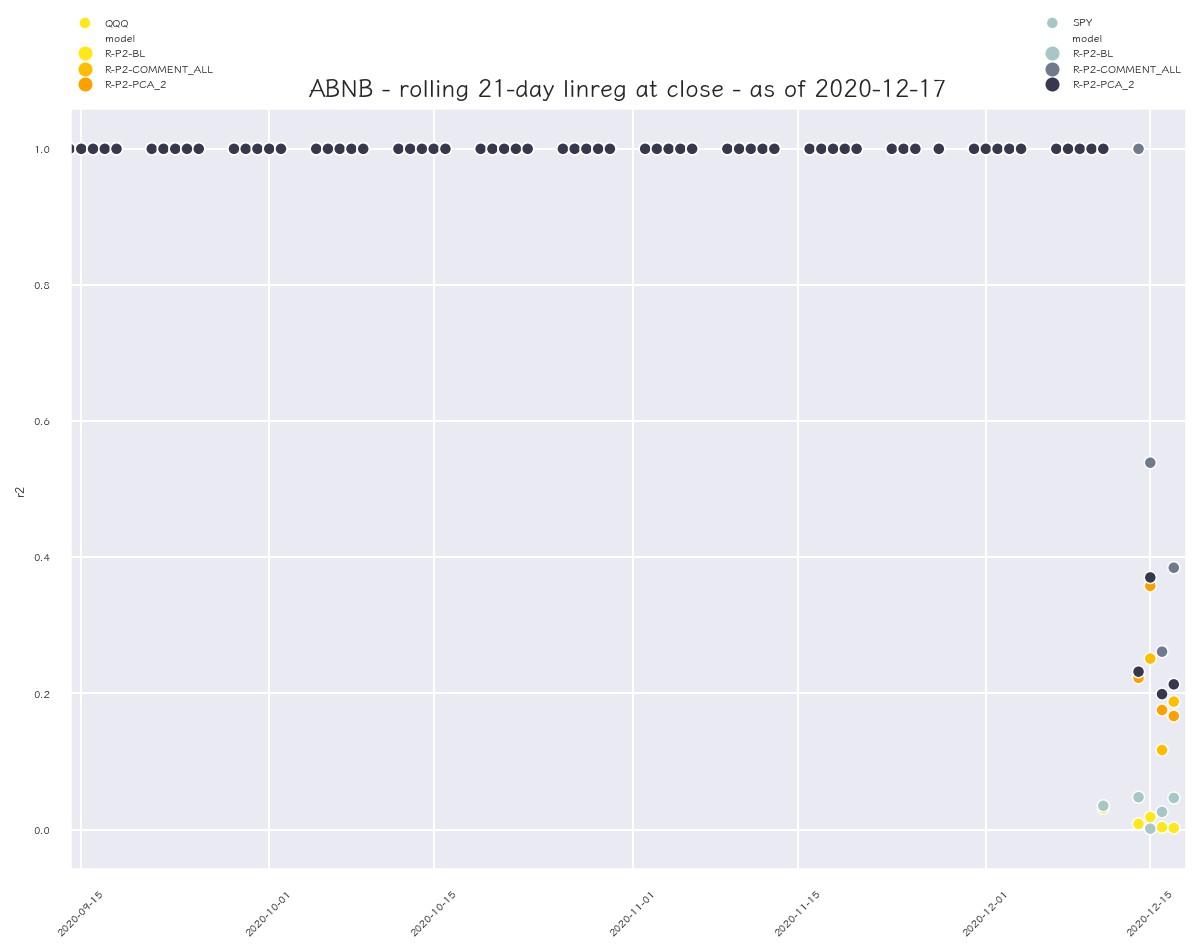 QQQ
model
R-P2-BL
R-P2-COMMENT_ALL
R-P2-PCA_2
SPY
model
R-P2-BL
R-P2-COMMENT_ALL
R-P2-PCA_2
ABNB - rolling 21-day linreg at close - as of 2020-12-17
1.0
0.8
0.6
0.4
0.2
0.0
r2
2020-09-15
2020-10-01
2020-10-15
2020-11-01
2020-11-15
2020-12-01
2020-12-15